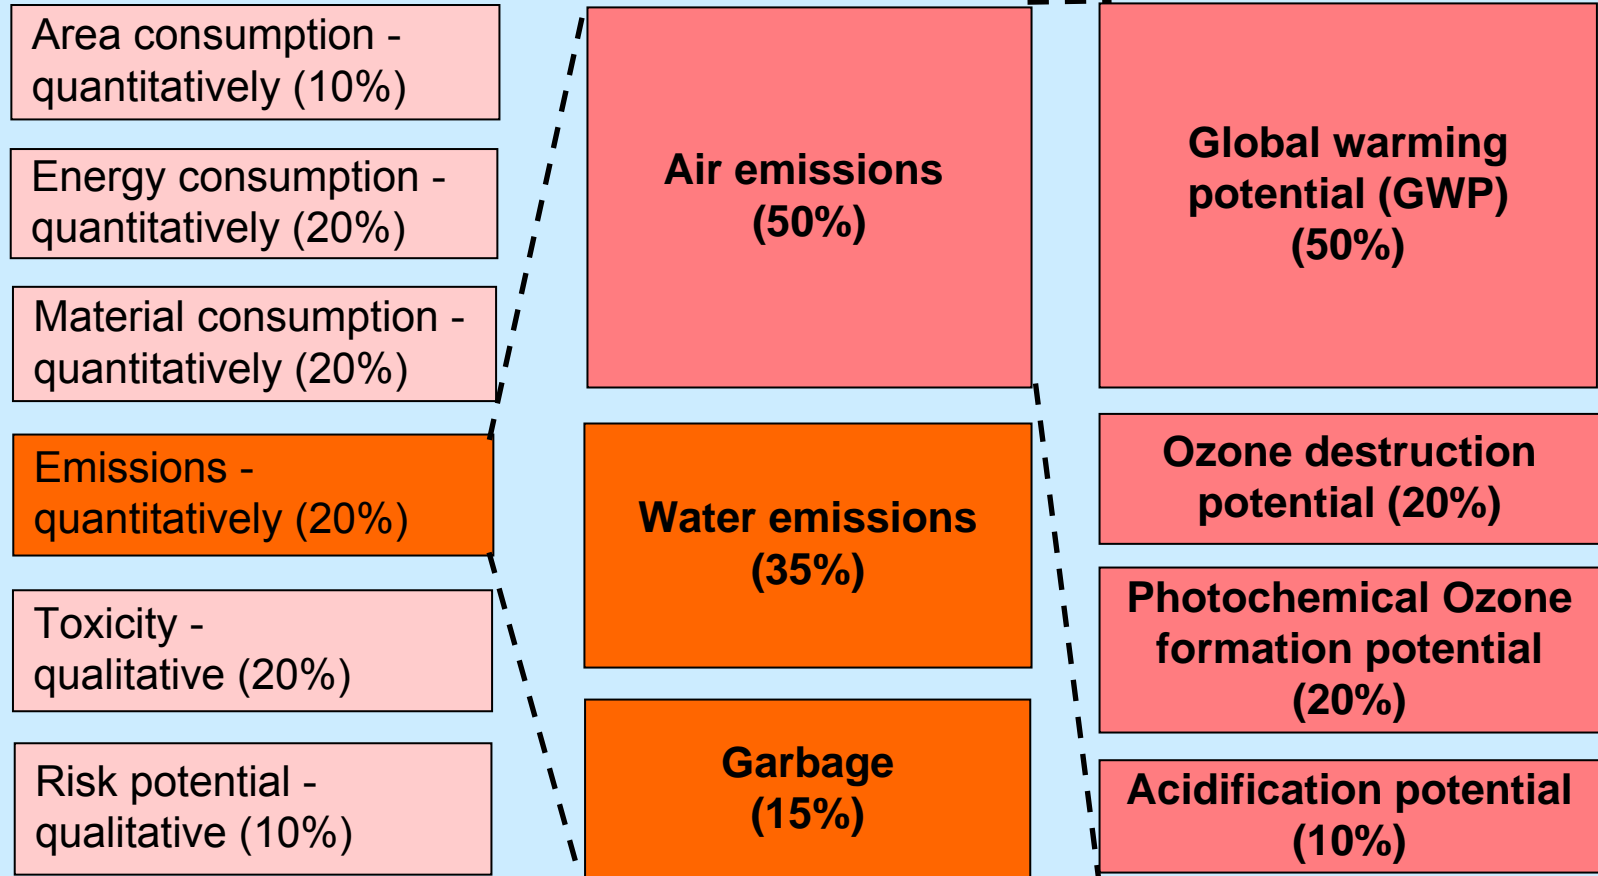 Area consumption -
quantitatively (10%)
Energy consumption -
quantitatively (20%)
Material consumption -
quantitatively (20%)
Emissions -
quantitatively (20%)
Toxicity -
qualitative (20%)
Risk potential -
qualitative (10%)
Air emissions
(50%)
Water emissions
(35%)
Garbage
(15%)
Global warming
potential (GWP)
(50%)
Ozone destruction
potential (20%)
Photochemical Ozone
formation potential
(20%)
Acidification potential
(10%)